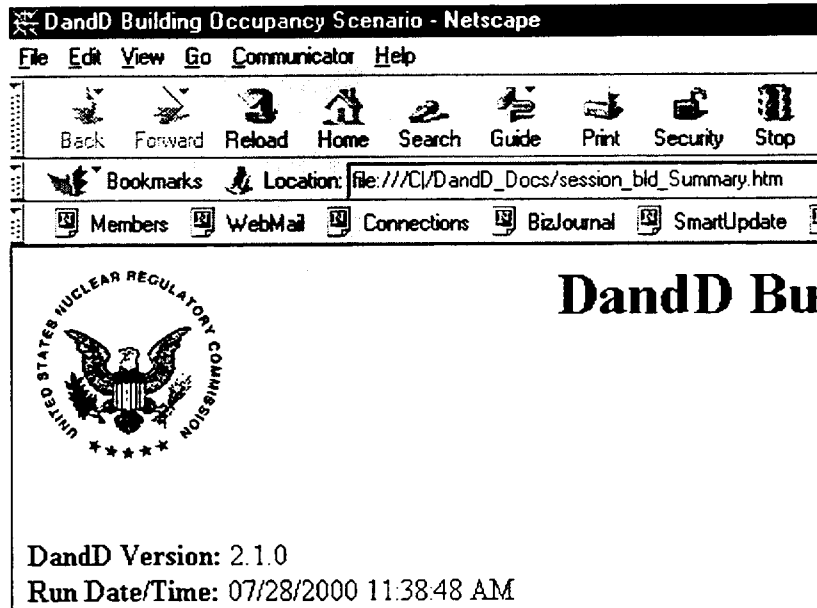 DandD Building Occupancy Scenario - Netscape
File Edit View Go Communicator Help
Back Forward Reload Home Search Guide Print Security Stop
Bookmarks Location: file:///C|/DandD_Docs/session_bld_Summary.htm
Members WebMail Connections BizJournal SmartUpdate
UNITED STATES NUCLEAR REGULATORY COMMISSION
DandD Bu
DandD Version: 2.1.0
Run Date/Time: 07/28/2000 11:38:48 AM